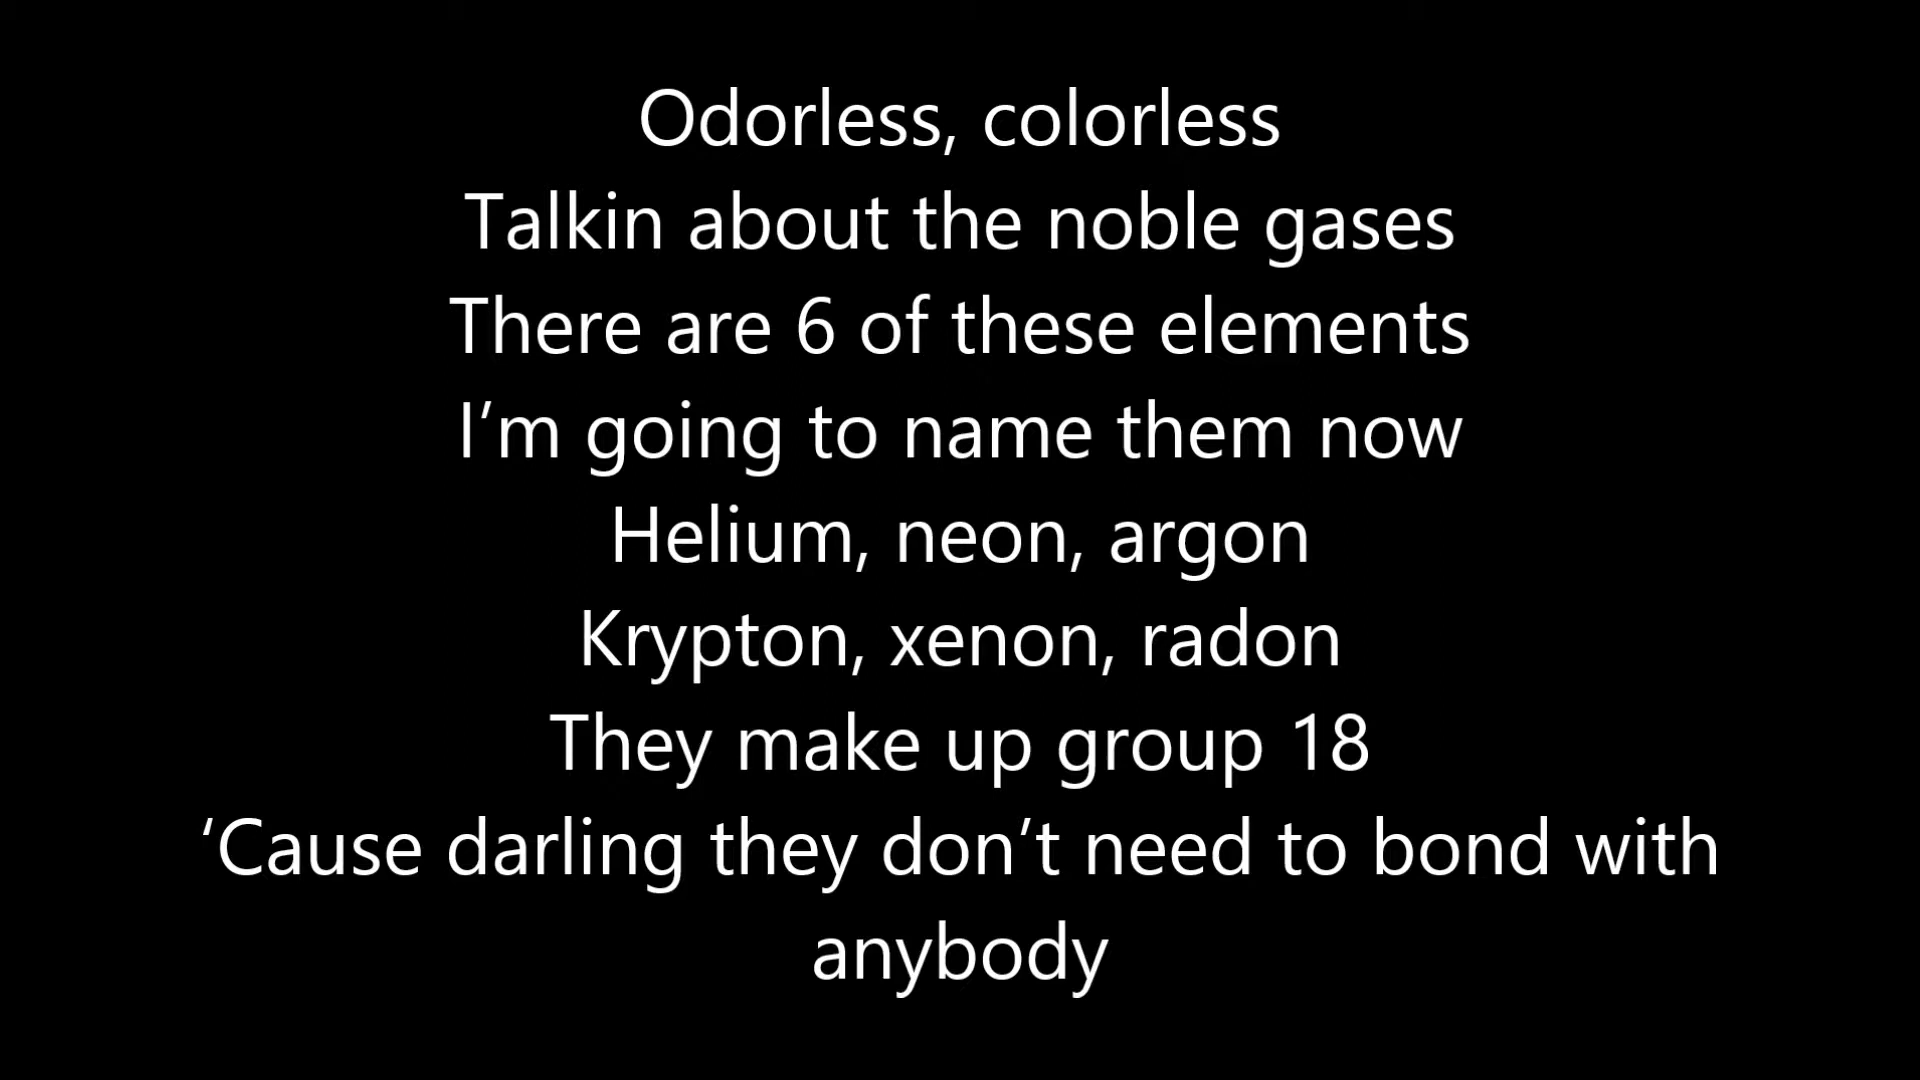 Odorless, colorless
Talkin about the noble gases
There are 6 of these elements
I’m going to name them now
Helium, neon, argon
Krypton, xenon, radon
They make up group 18
‘Cause darling they don’t need to bond with
anybody